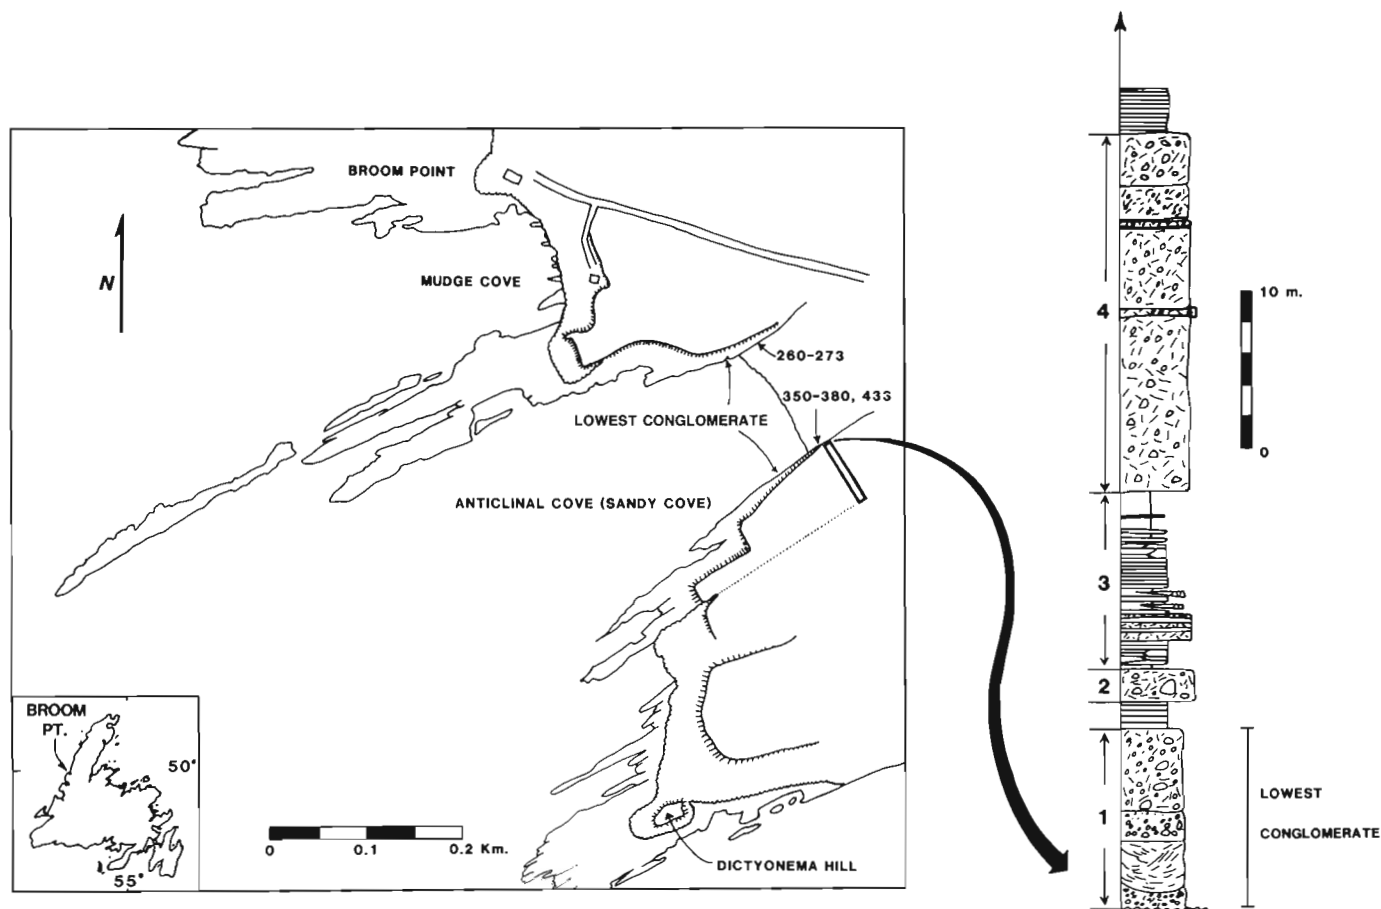 BROOM POINT
N
MUDGE COVE
260-273
350-380, 433
LOWEST CONGLOMERATE
ANTICLINAL COVE (SANDY COVE)
BROOM
PT.
50°
55°
0 0.1 0.2 Km.
DICTYONEMA HILL
4
3
2
1
10 m.
0
LOWEST
CONGLOMERATE